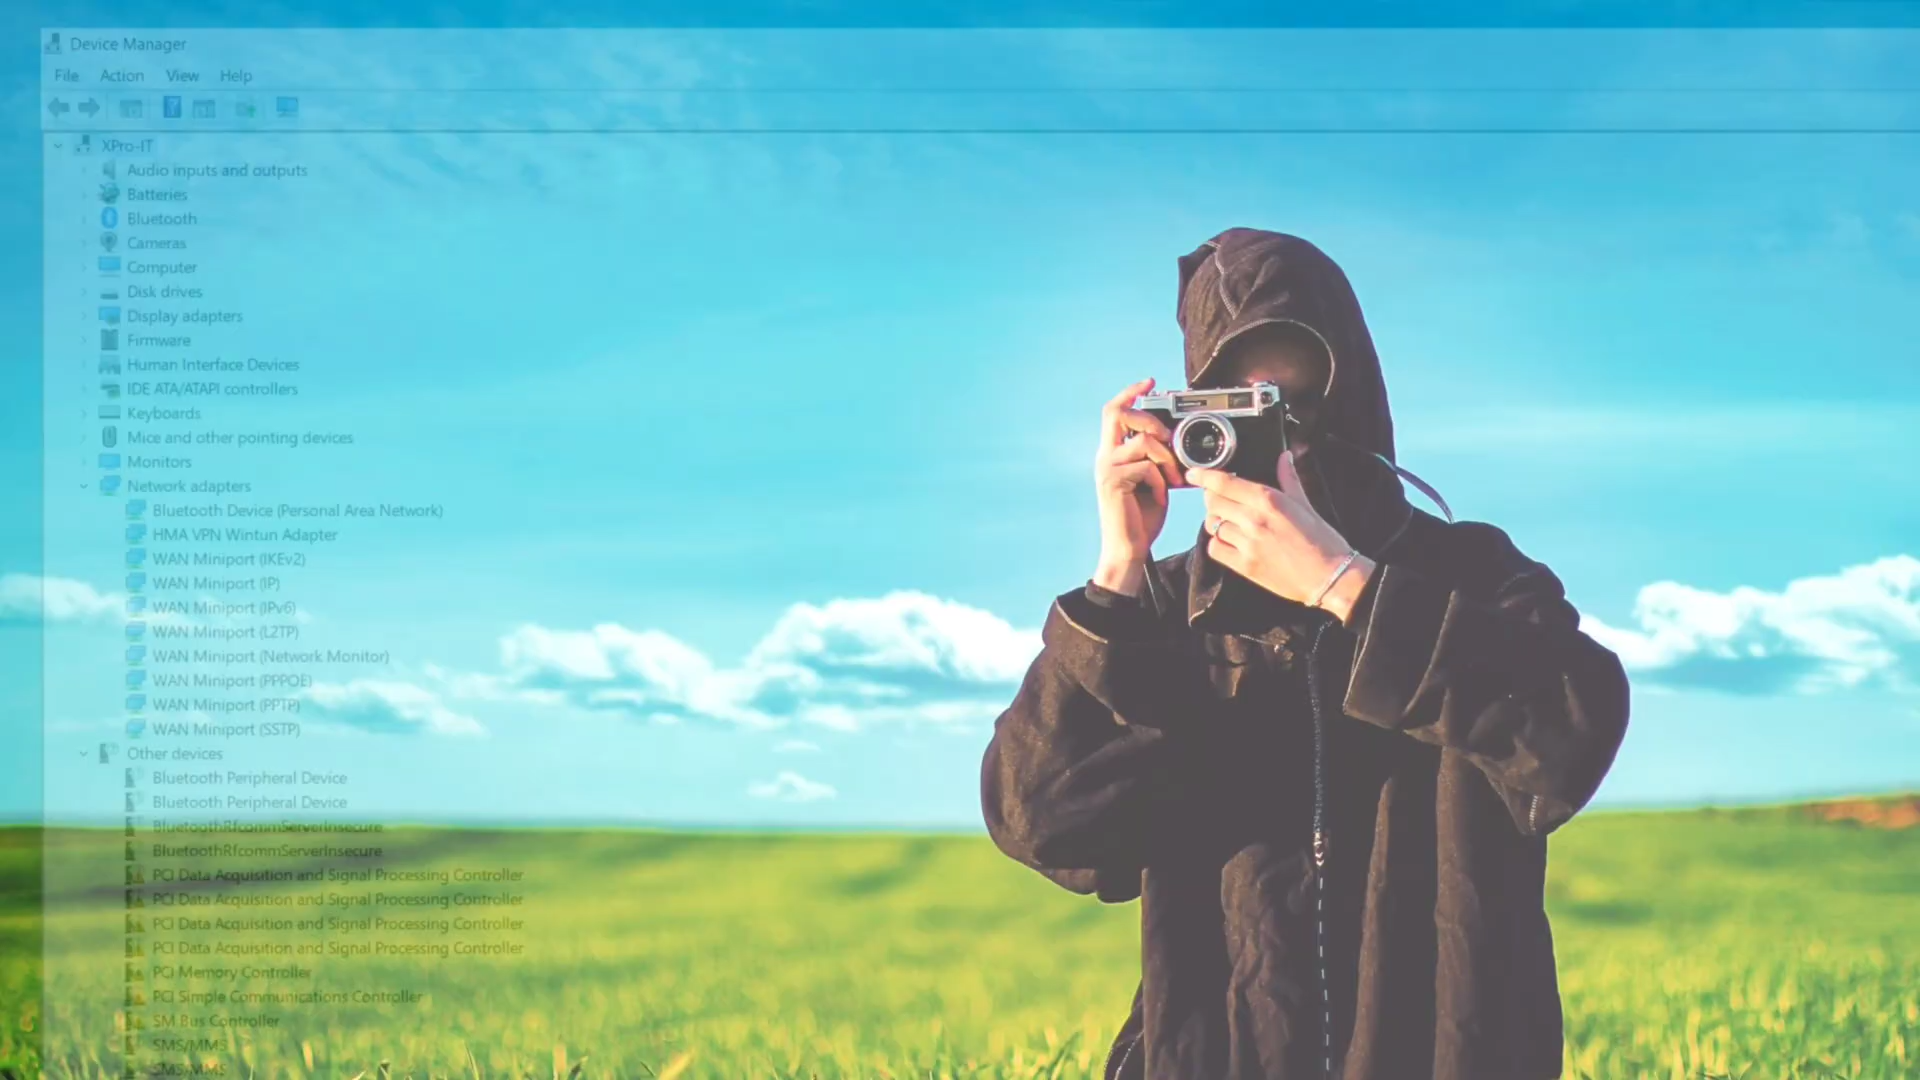 Device Manager
File Action View Help
XPro-IT
Audio inputs and outputs
Batteries
Bluetooth
Cameras
Computer
Disk drives
Display adapters
Firmware
Human Interface Devices
IDE ATA/ATAPI controllers
Keyboards
Mice and other pointing devices
Monitors
Network adapters
Bluetooth Device (Personal Area Network)
HMA VPN Wintun Adapter
WAN Miniport (IKEv2)
WAN Miniport (IP)
WAN Miniport (IPv6)
WAN Miniport (L2TP)
WAN Miniport (Network Monitor)
WAN Miniport (PPPOE)
WAN Miniport (PPTP)
WAN Miniport (SSTP)
Other devices
Bluetooth Peripheral Device
Bluetooth Peripheral Device
BluetoothRfcommServerInsecure
BluetoothRfcommServerInsecure
PCI Data Acquisition and Signal Processing Controller
PCI Data Acquisition and Signal Processing Controller
PCI Data Acquisition and Signal Processing Controller
PCI Data Acquisition and Signal Processing Controller
PCI Memory Controller
PCI Simple Communications Controller
SM Bus Controller
SMS/MMS
SMS/MMS